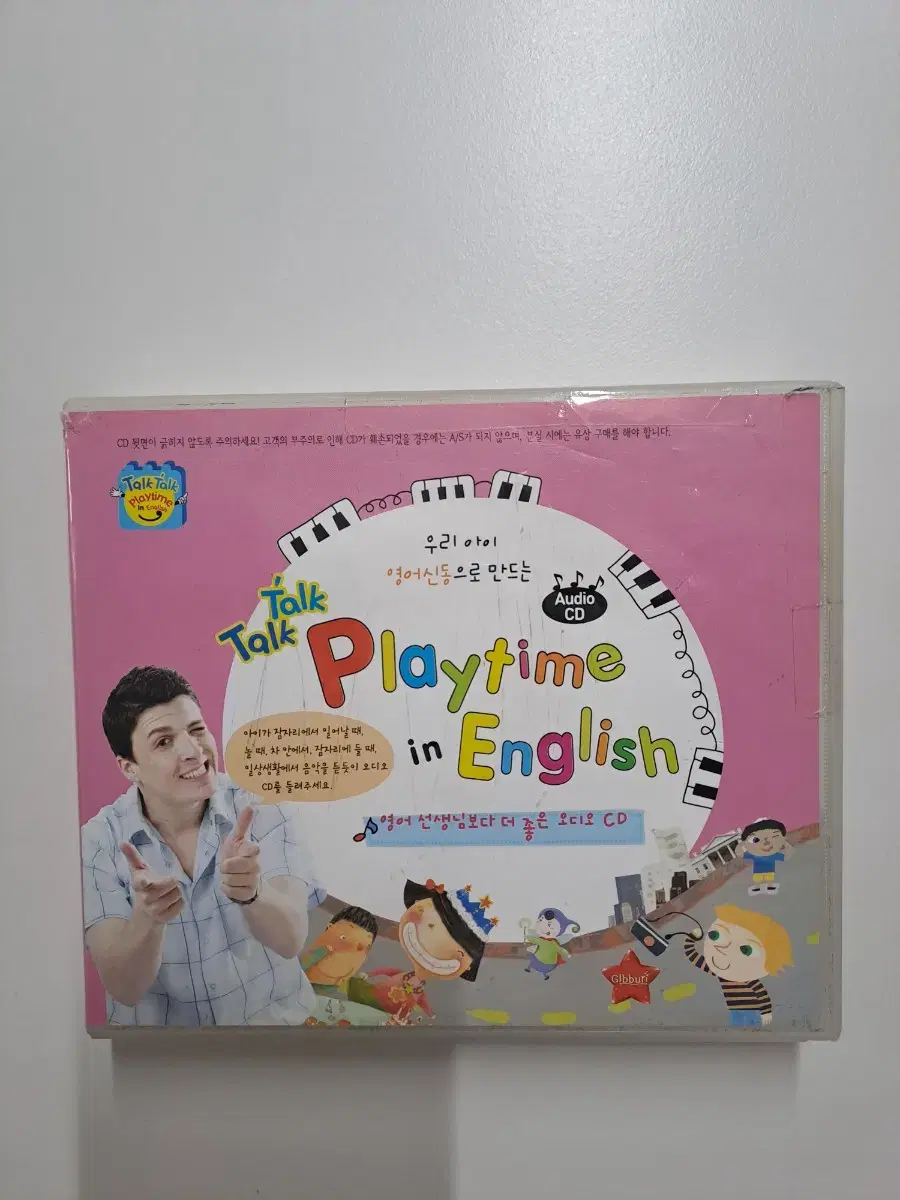 CD 뒷면이 긁히지 않도록 주의하세요! 고객의 부주의로 인해 CD가 훼손되었을 경우에는 A/S가 되지 않으며, 분실 시에는 유상 구매를 해야 합니다.
Talk Talk
Playtime
in English
우리 아이
영어신동으로 만드는
Audio
CD
Talk
Talk
Playtime
in English
아이가 잠자리에서 일어날 때,
놀 때, 차 안에서, 잠자리에 들 때,
일상생활에서 음악을 듣듯이 오디오
CD를 들려주세요.
영어 선생님보다 더 좋은 오디오 CD
Gibburi